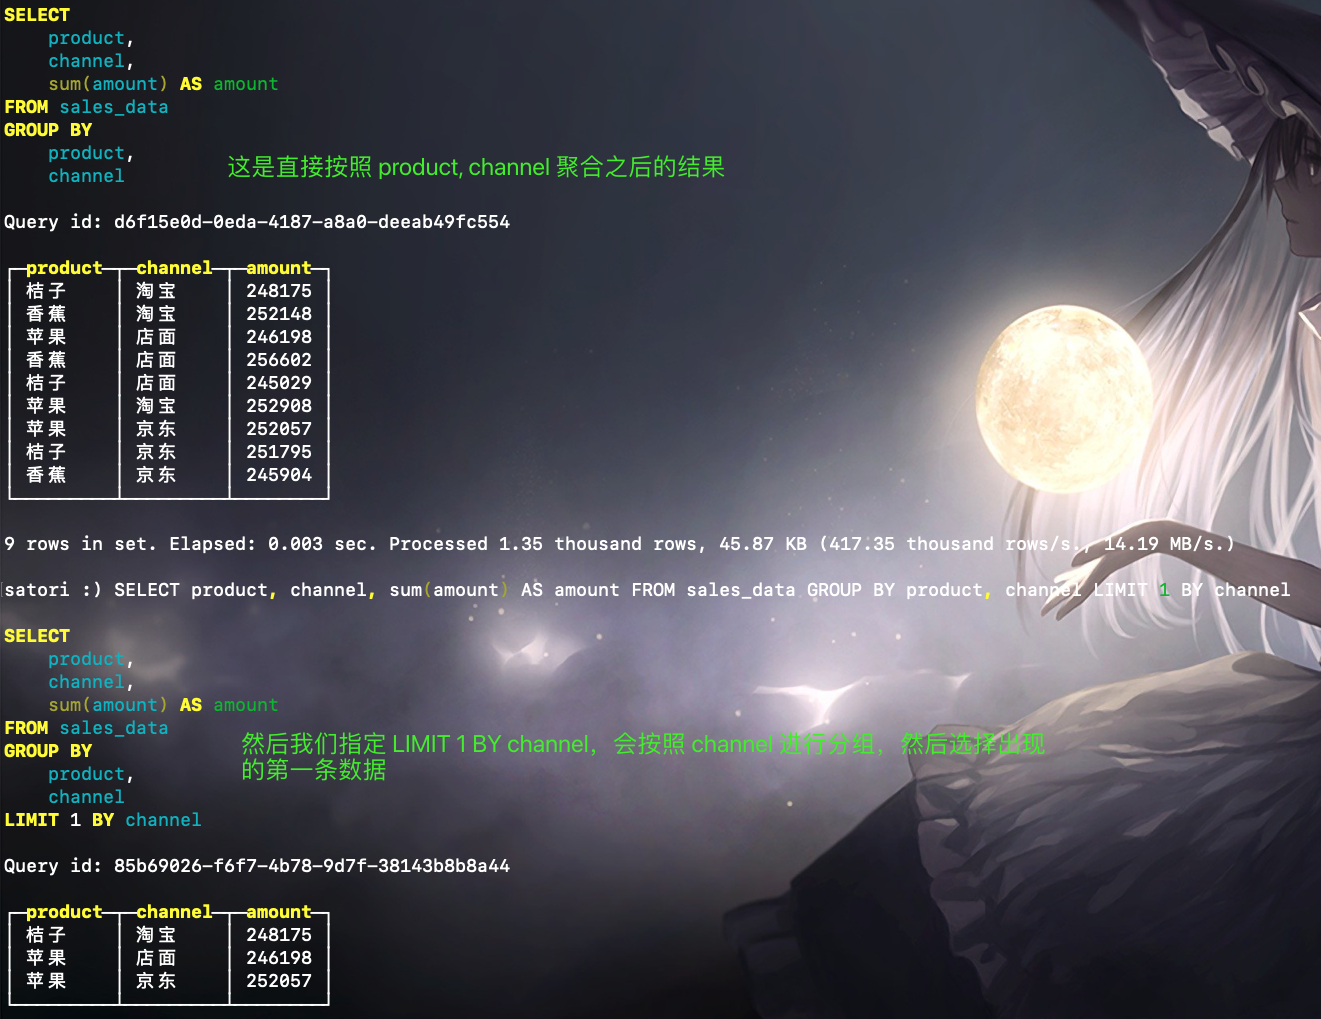 SELECT
product,
channel,
sum(amount) AS amount
FROM sales_data
GROUP BY
product,
channel
这是直接按照 product, channel 聚合之后的结果
Query id: d6f15e0d-0eda-4187-a8a0-deeab49fc554
product channel amount
桔子 淘宝 248175
香蕉 淘宝 252148
苹果 店面 246198
香蕉 店面 256602
桔子 店面 245029
苹果 淘宝 252908
苹果 京东 252057
桔子 京东 251795
香蕉 京东 245904
9 rows in set. Elapsed: 0.003 sec. Processed 1.35 thousand rows, 45.87 KB (417.35 thousand rows/s., 14.19 MB/s.)
satori :) SELECT product, channel, sum(amount) AS amount FROM sales_data GROUP BY product, channel LIMIT 1 BY channel
SELECT
product,
channel,
sum(amount) AS amount
FROM sales_data
GROUP BY
product,
channel
LIMIT 1 BY channel
然后我们指定 LIMIT 1 BY channel，会按照 channel 进行分组，然后选择出现
的第一条数据
Query id: 85b69026-f6f7-4b78-9d7f-38143b8b8a44
product channel amount
桔子 淘宝 248175
苹果 店面 246198
苹果 京东 252057